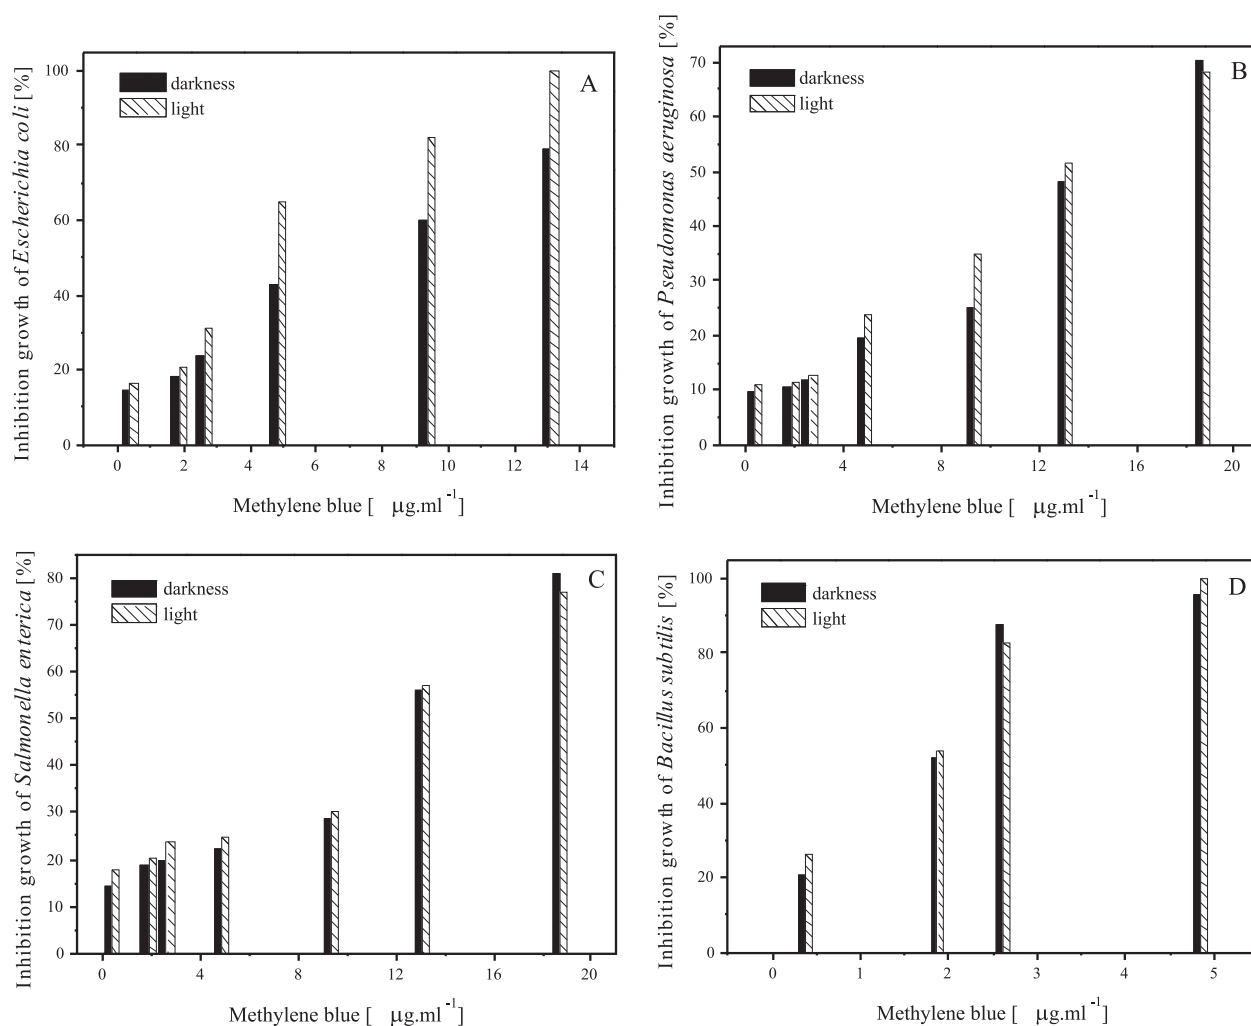 Inhibition growth of Escherichia coli [%]
100
80
60
40
20
0
darkness
light
A
0 2 4 6 8 10 12 14
Methylene blue [ μg.ml⁻¹]
Inhibition growth of Pseudomonas aeruginosa [%]
70
60
50
40
30
20
10
0
darkness
light
B
0 4 8 12 16 20
Methylene blue [ μg.ml⁻¹]
Inhibition growth of Salmonella enterica [%]
80
70
60
50
40
30
20
10
0
darkness
light
C
0 4 8 12 16 20
Methylene blue [ μg.ml⁻¹]
Inhibition growth of Bacillus subtilis [%]
100
80
60
40
20
0
darkness
light
D
0 1 2 3 4 5
Methylene blue [ μg.ml⁻¹]